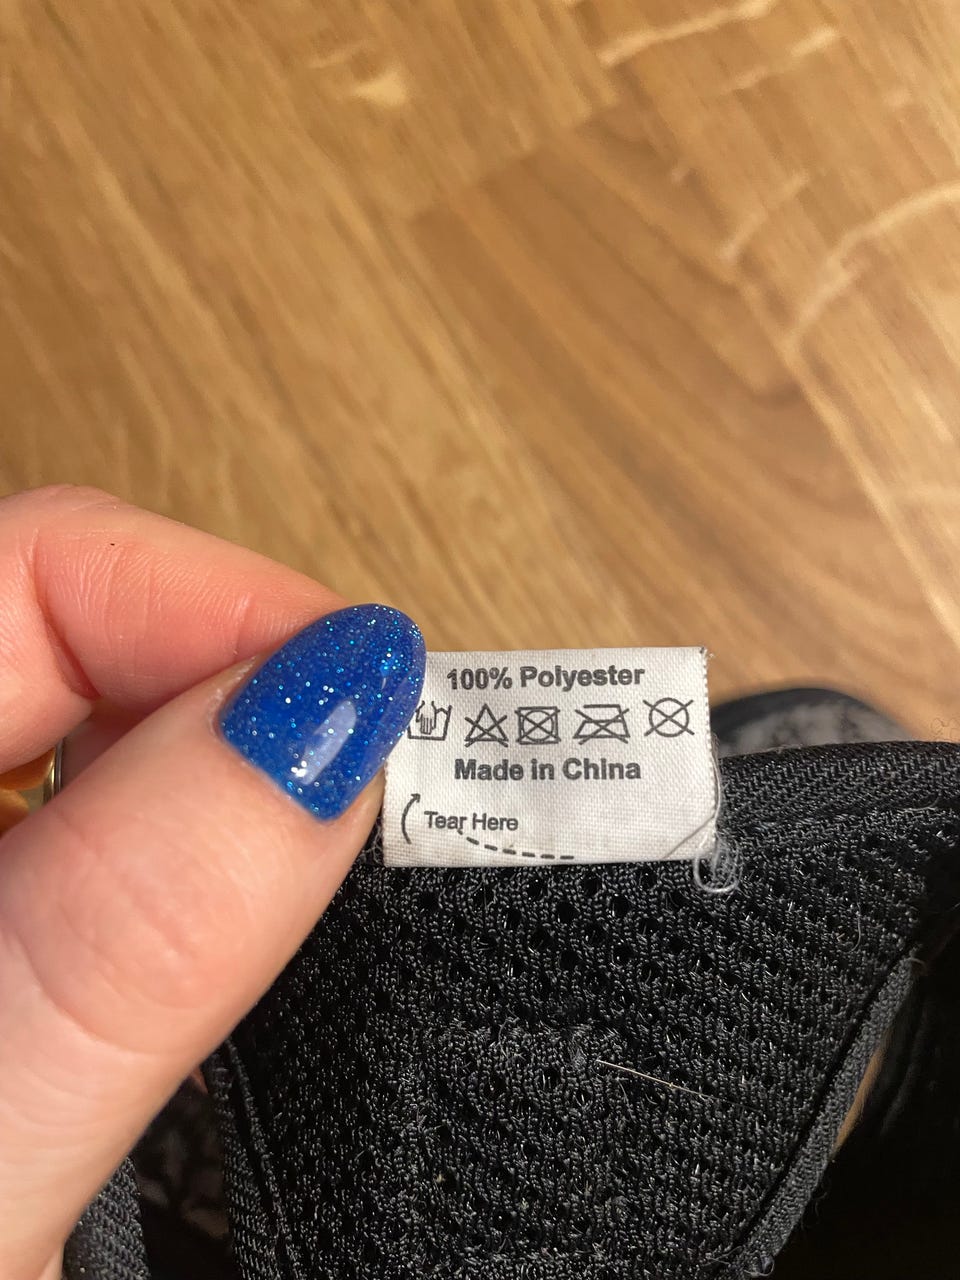 100% Polyester
Made in China
Tear Here